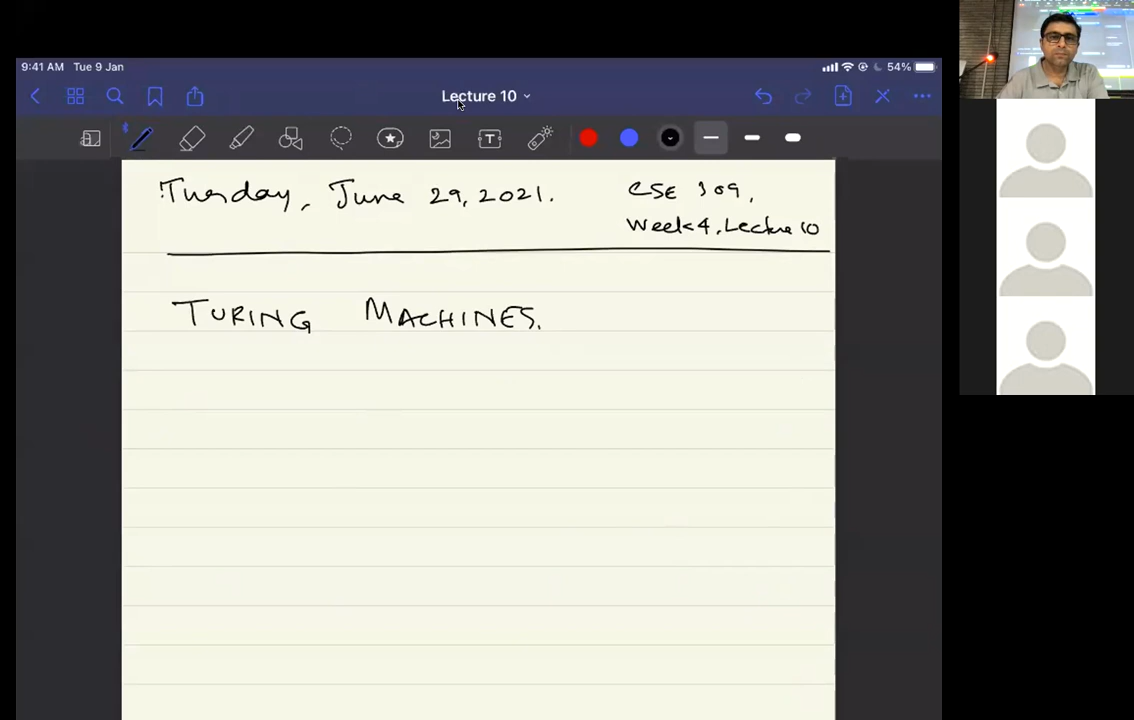 9:41 AM Tue 9 Jan 54%
Lecture 10
Tuesday, June 29, 2021. CSE 309,
Week 4, Lecture 10
TURING MACHINES.